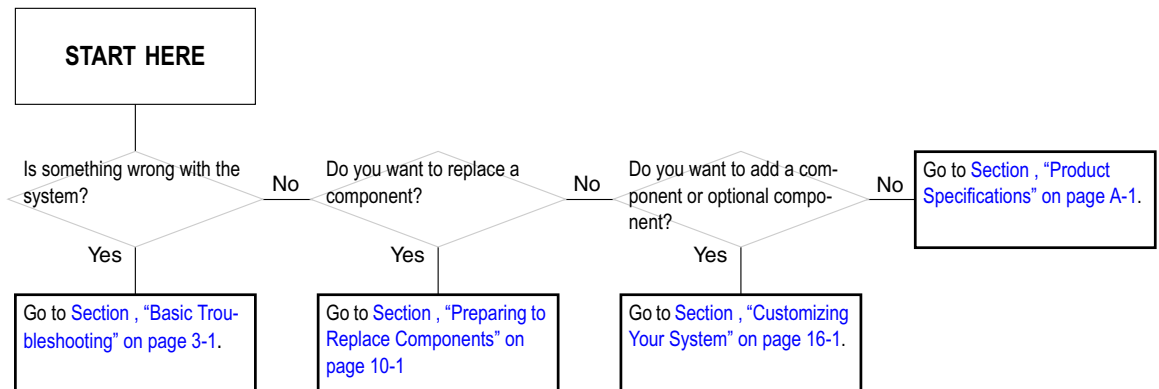 START HERE
Is something wrong with the
system?
No
Do you want to replace a
component?
No
Do you want to add a com-
ponent or optional compo-
nent?
No
Go to Section , “Product
Specifications” on page A-1.
Yes
Yes
Yes
Go to Section , “Basic Trou-
bleshooting” on page 3-1.
Go to Section , “Preparing to
Replace Components” on
page 10-1
Go to Section , “Customizing
Your System” on page 16-1.